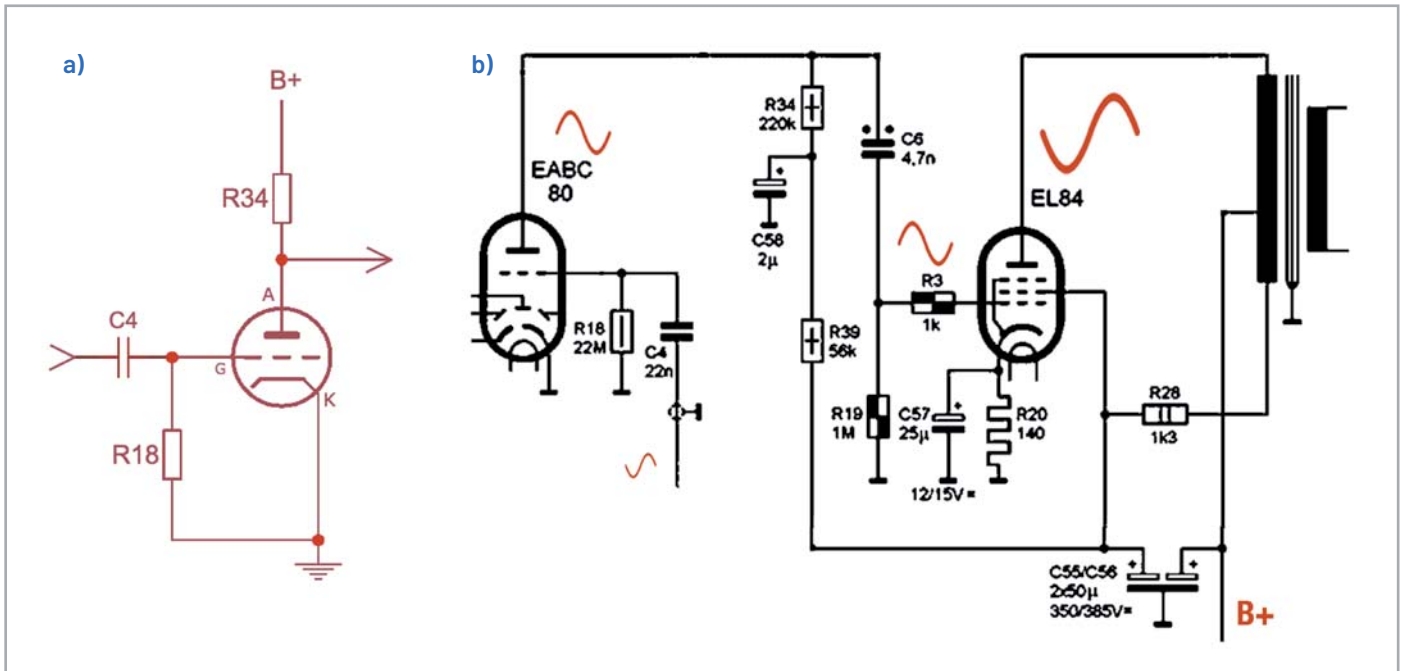 a)
B+
R34
A
C4
G
K
R18
b)
EABC
80
R18
22M
C4
22n
R34
220k
C58
2µ
C6
4,7n
R39
56k
R19
1M
R3
1k
EL84
C57
25µ
12/15V=
R20
140
R28
1k3
C55/C56
2x50µ
350/385V=
B+